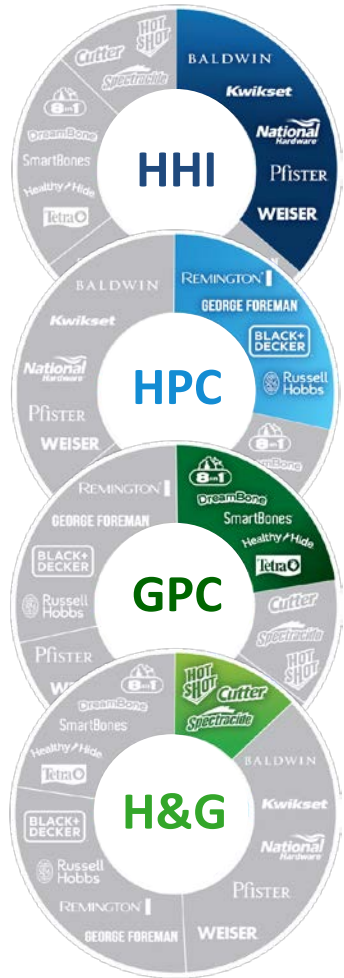 HOT
SHOT
Cutter
Spectracide
8in1
DreamBone
SmartBones
Healthy Hide
Tetra
BALDWIN
Kwikset
National
Hardware
PFISTER
WEISER
HHI
BALDWIN
Kwikset
National
Hardware
PFISTER
WEISER
REMINGTON
GEORGE FOREMAN
BLACK+
DECKER
Russell
Hobbs
8in1
DreamBone
HPC
REMINGTON
GEORGE FOREMAN
BLACK+
DECKER
Russell
Hobbs
PFISTER
8in1
DreamBone
SmartBones
Healthy Hide
Tetra
Cutter
Spectracide
HOT
SHOT
GPC
8in1
DreamBone
SmartBones
Healthy Hide
Tetra
BLACK+
DECKER
Russell
Hobbs
REMINGTON
GEORGE FOREMAN
HOT
SHOT
Cutter
Spectracide
BALDWIN
Kwikset
National
Hardware
PFISTER
WEISER
H&G